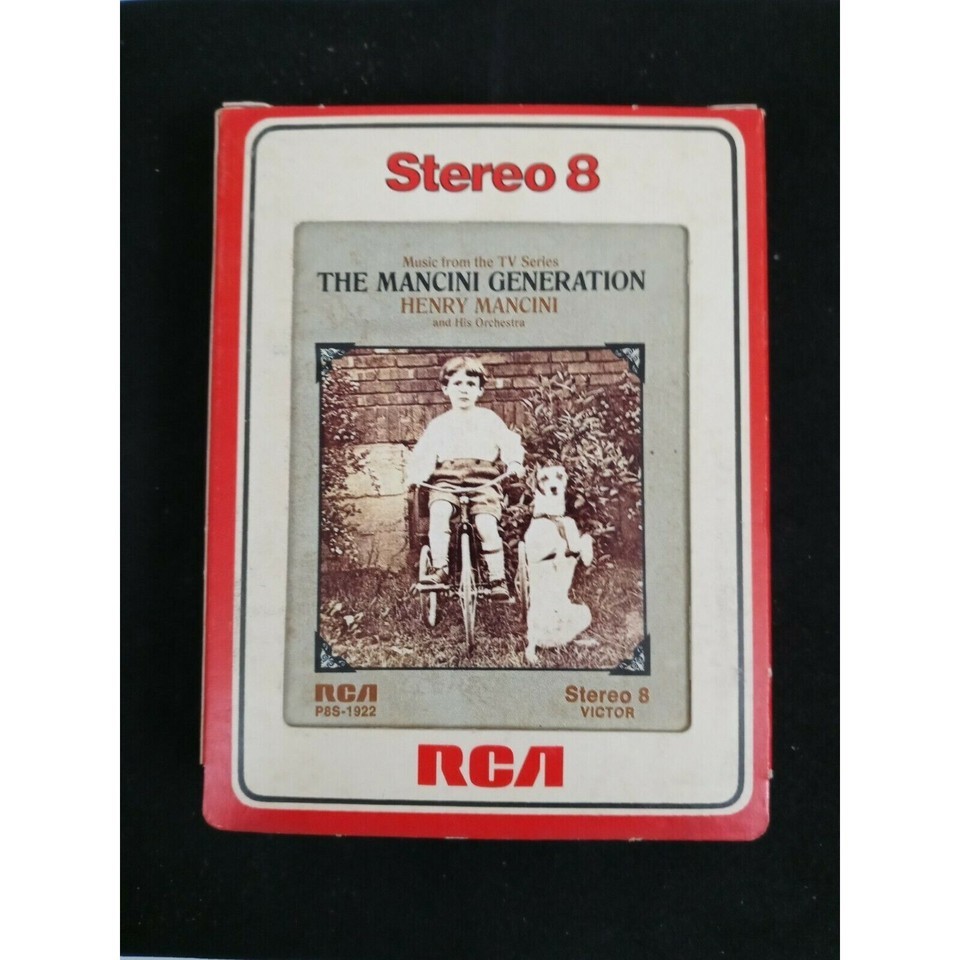 Stereo 8
Music from the TV Series
THE MANCINI GENERATION
HENRY MANCINI
and His Orchestra
RCA
P8S-1922
Stereo 8
VICTOR
RCA